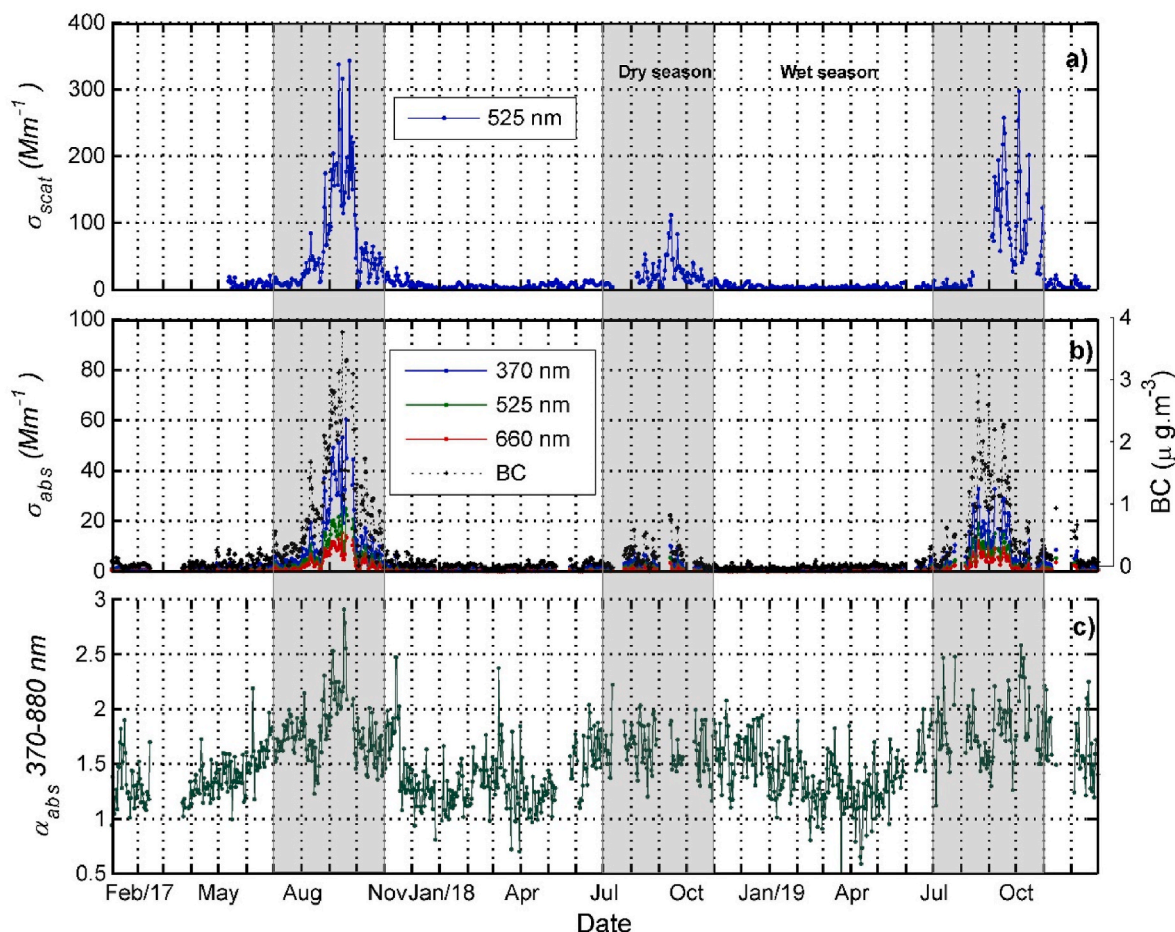 400
300
200
100
0
σscat (Mm⁻¹)
525 nm
Dry season
Wet season
a)
100
80
60
40
20
0
σabs (Mm⁻¹)
370 nm
525 nm
660 nm
BC
b)
4
3
2
1
0
BC (μ g.m⁻³)
3
2.5
2
1.5
1
0.5
αabs 370-880 nm
c)
Feb/17 May Aug Nov Jan/18 Apr Jul Oct Jan/19 Apr Jul Oct
Date